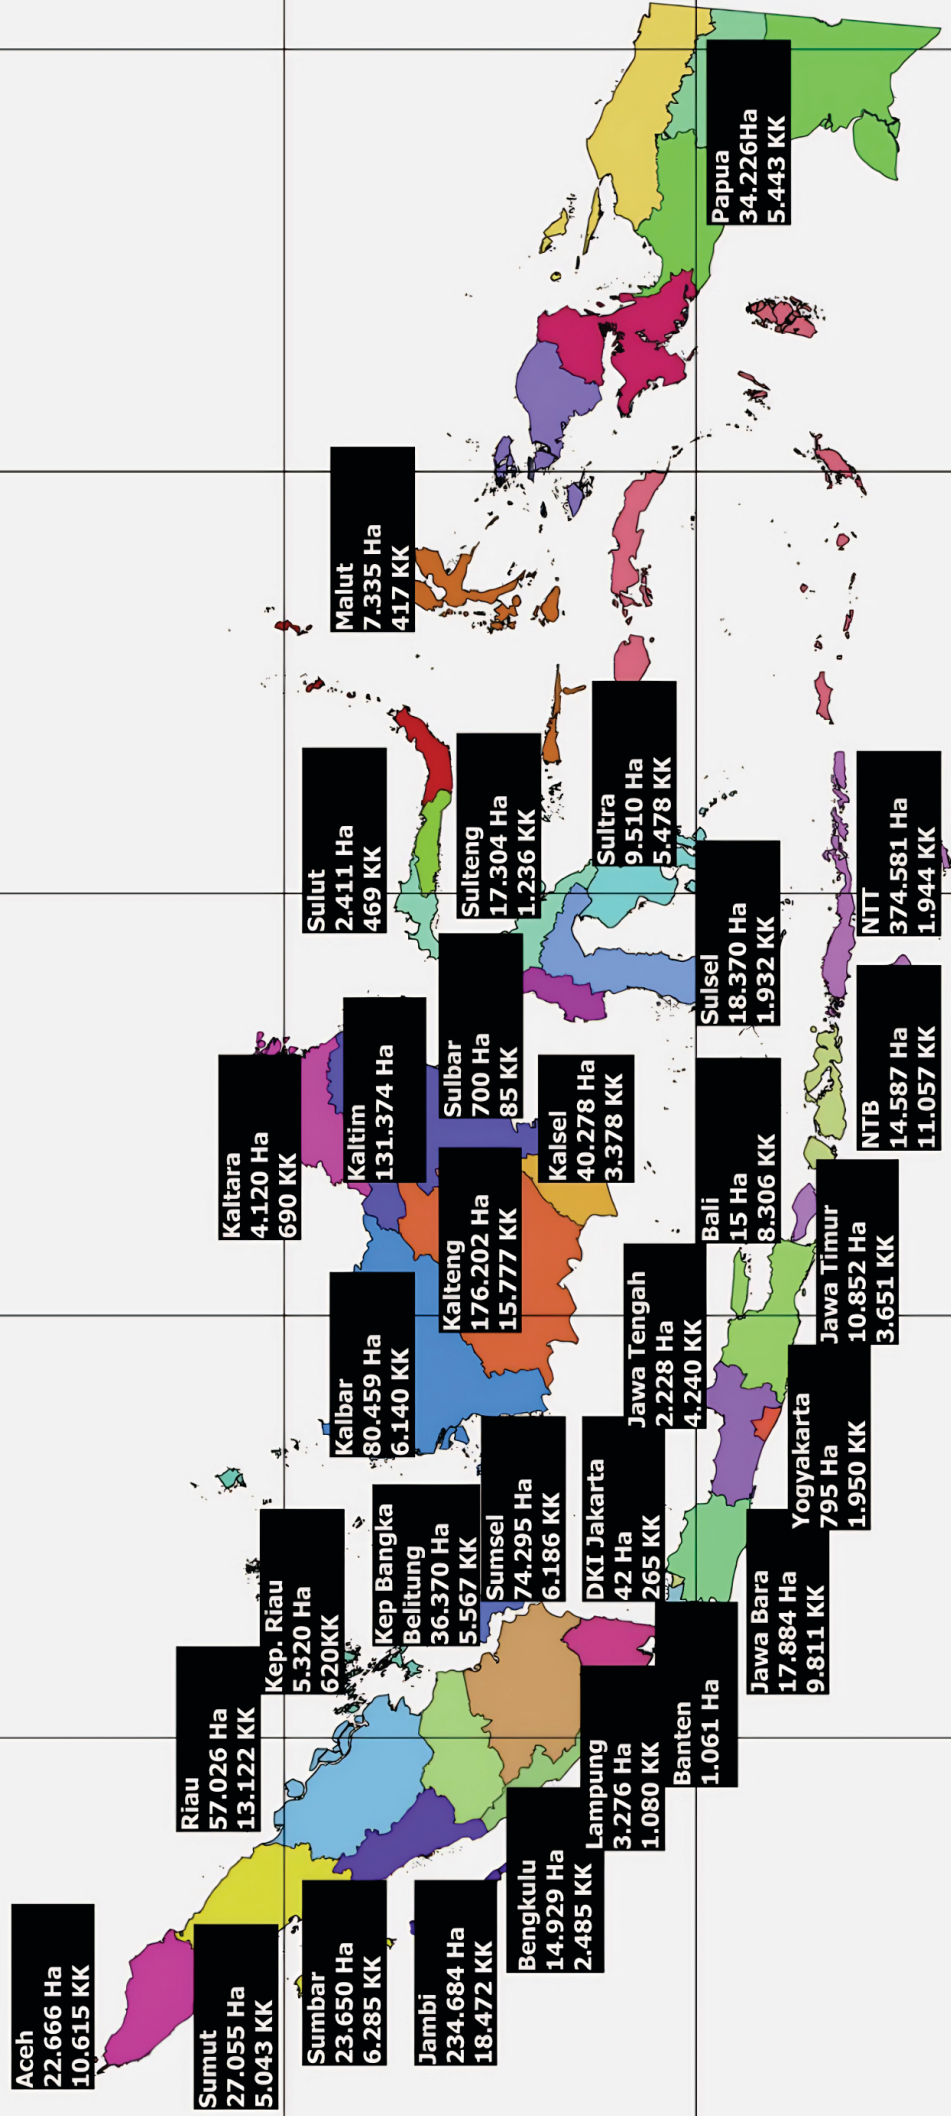 Aceh
22.666 Ha
10.615 KK
Sumut
27.055 Ha
5.043 KK
Sumbar
23.650 Ha
6.285 KK
Jambi
234.684 Ha
18.472 KK
Bengkulu
14.929 Ha
2.485 KK
Riau
57.026 Ha
13.122 KK
Kep. Riau
5.320 Ha
620KK
Kep Bangka
Belitung
36.370 Ha
5.567 KK
Sumsel
74.295 Ha
6.186 KK
Lampung
3.276 Ha
1.080 KK
Banten
1.061 Ha
DKI Jakarta
42 Ha
265 KK
Jawa Bara
17.884 Ha
9.811 KK
Jawa Tengah
2.228 Ha
4.240 KK
Yogyakarta
795 Ha
1.950 KK
Jawa Timur
10.852 Ha
3.651 KK
Bali
15 Ha
8.306 KK
Kalbar
80.459 Ha
6.140 KK
Kalteng
176.202 Ha
15.777 KK
Kaltara
4.120 Ha
690 KK
Kaltim
131.374 Ha
Kalsel
40.278 Ha
3.378 KK
Sulbar
700 Ha
85 KK
Sulut
2.411 Ha
469 KK
Sulteng
17.304 Ha
1.236 KK
Sultra
9.510 Ha
5.478 KK
Sulsel
18.370 Ha
1.932 KK
NTB
14.587 Ha
11.057 KK
NTT
374.581 Ha
1.944 KK
Malut
7.335 Ha
417 KK
Papua
34.226Ha
5.443 KK